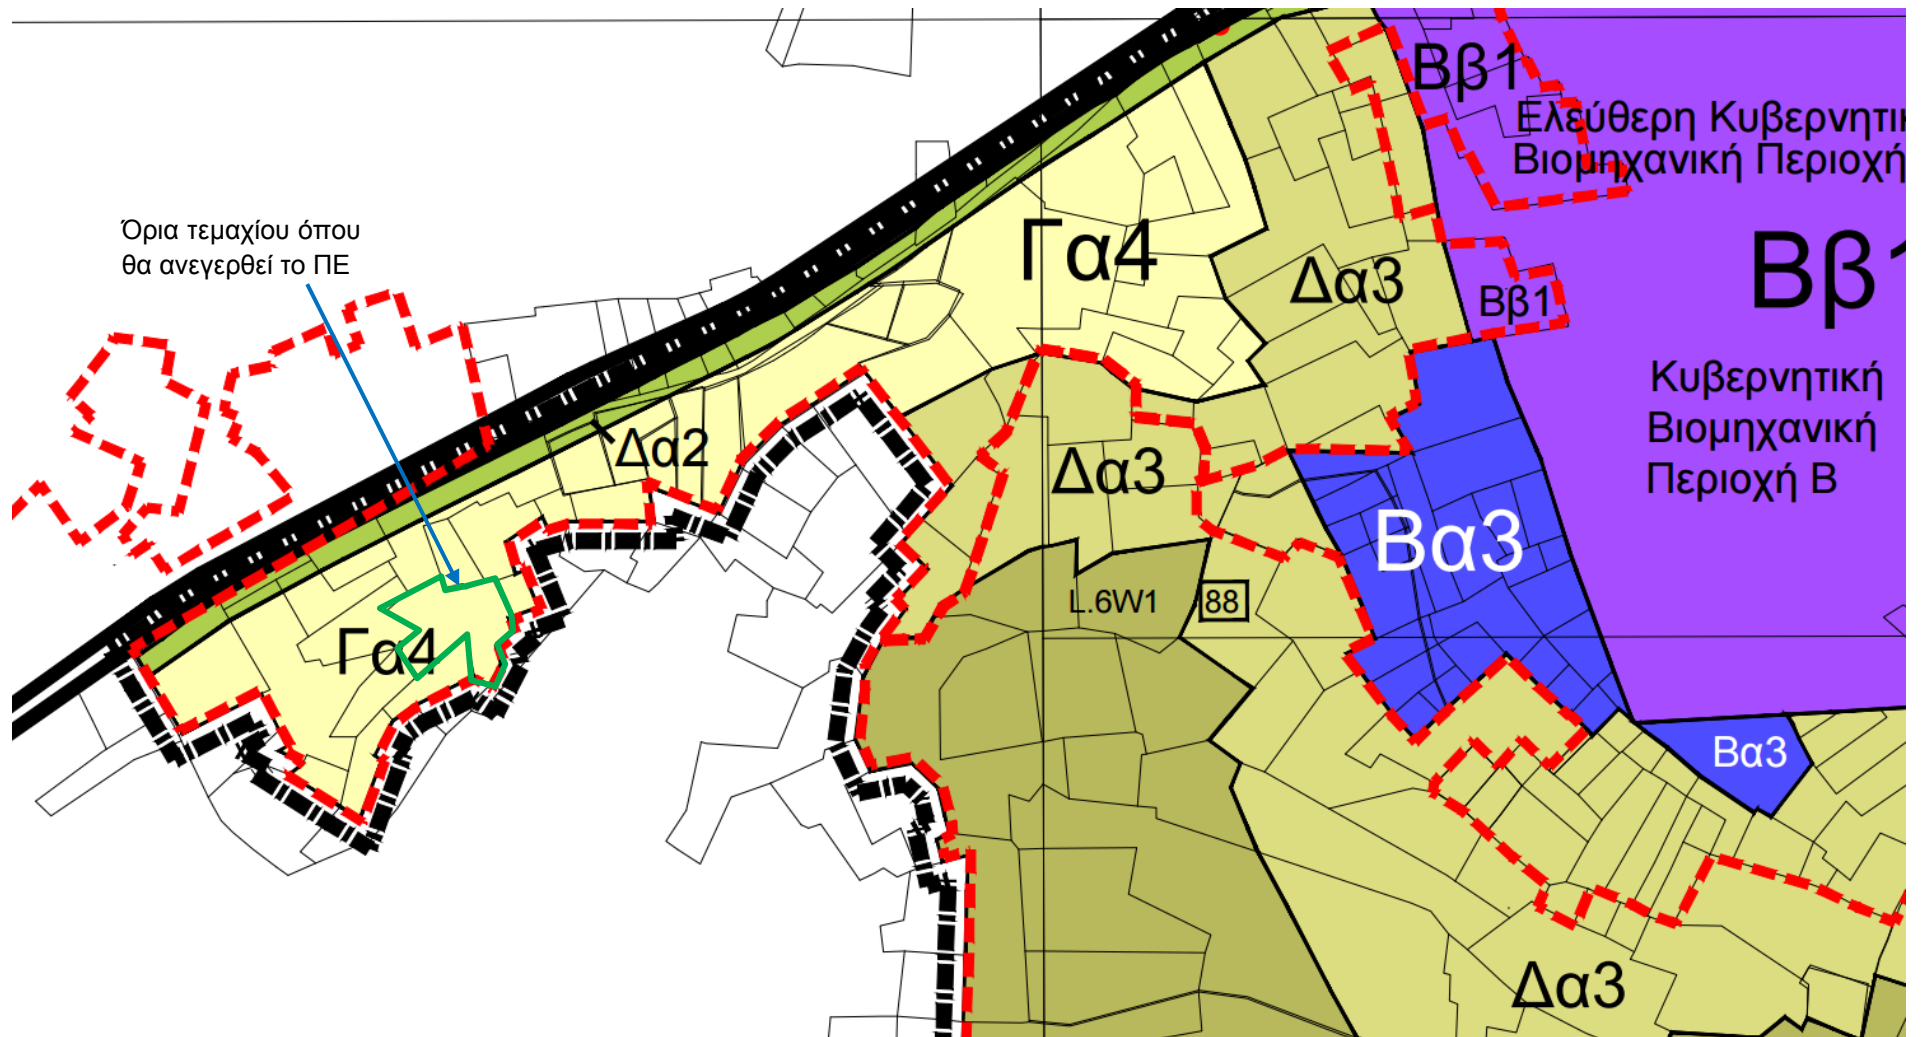 Ββ1
Ελεύθερη Κυβερνητικ
Βιομηχανική Περιοχή
Όρια τεμαχίου όπου
θα ανεγερθεί το ΠΕ
Γα4
Δα3
Ββ1
Ββ1
Κυβερνητική
Βιομηχανική
Περιοχή Β
Δα2
Δα3
Βα3
L.6W1
88
Γα4
Βα3
Δα3